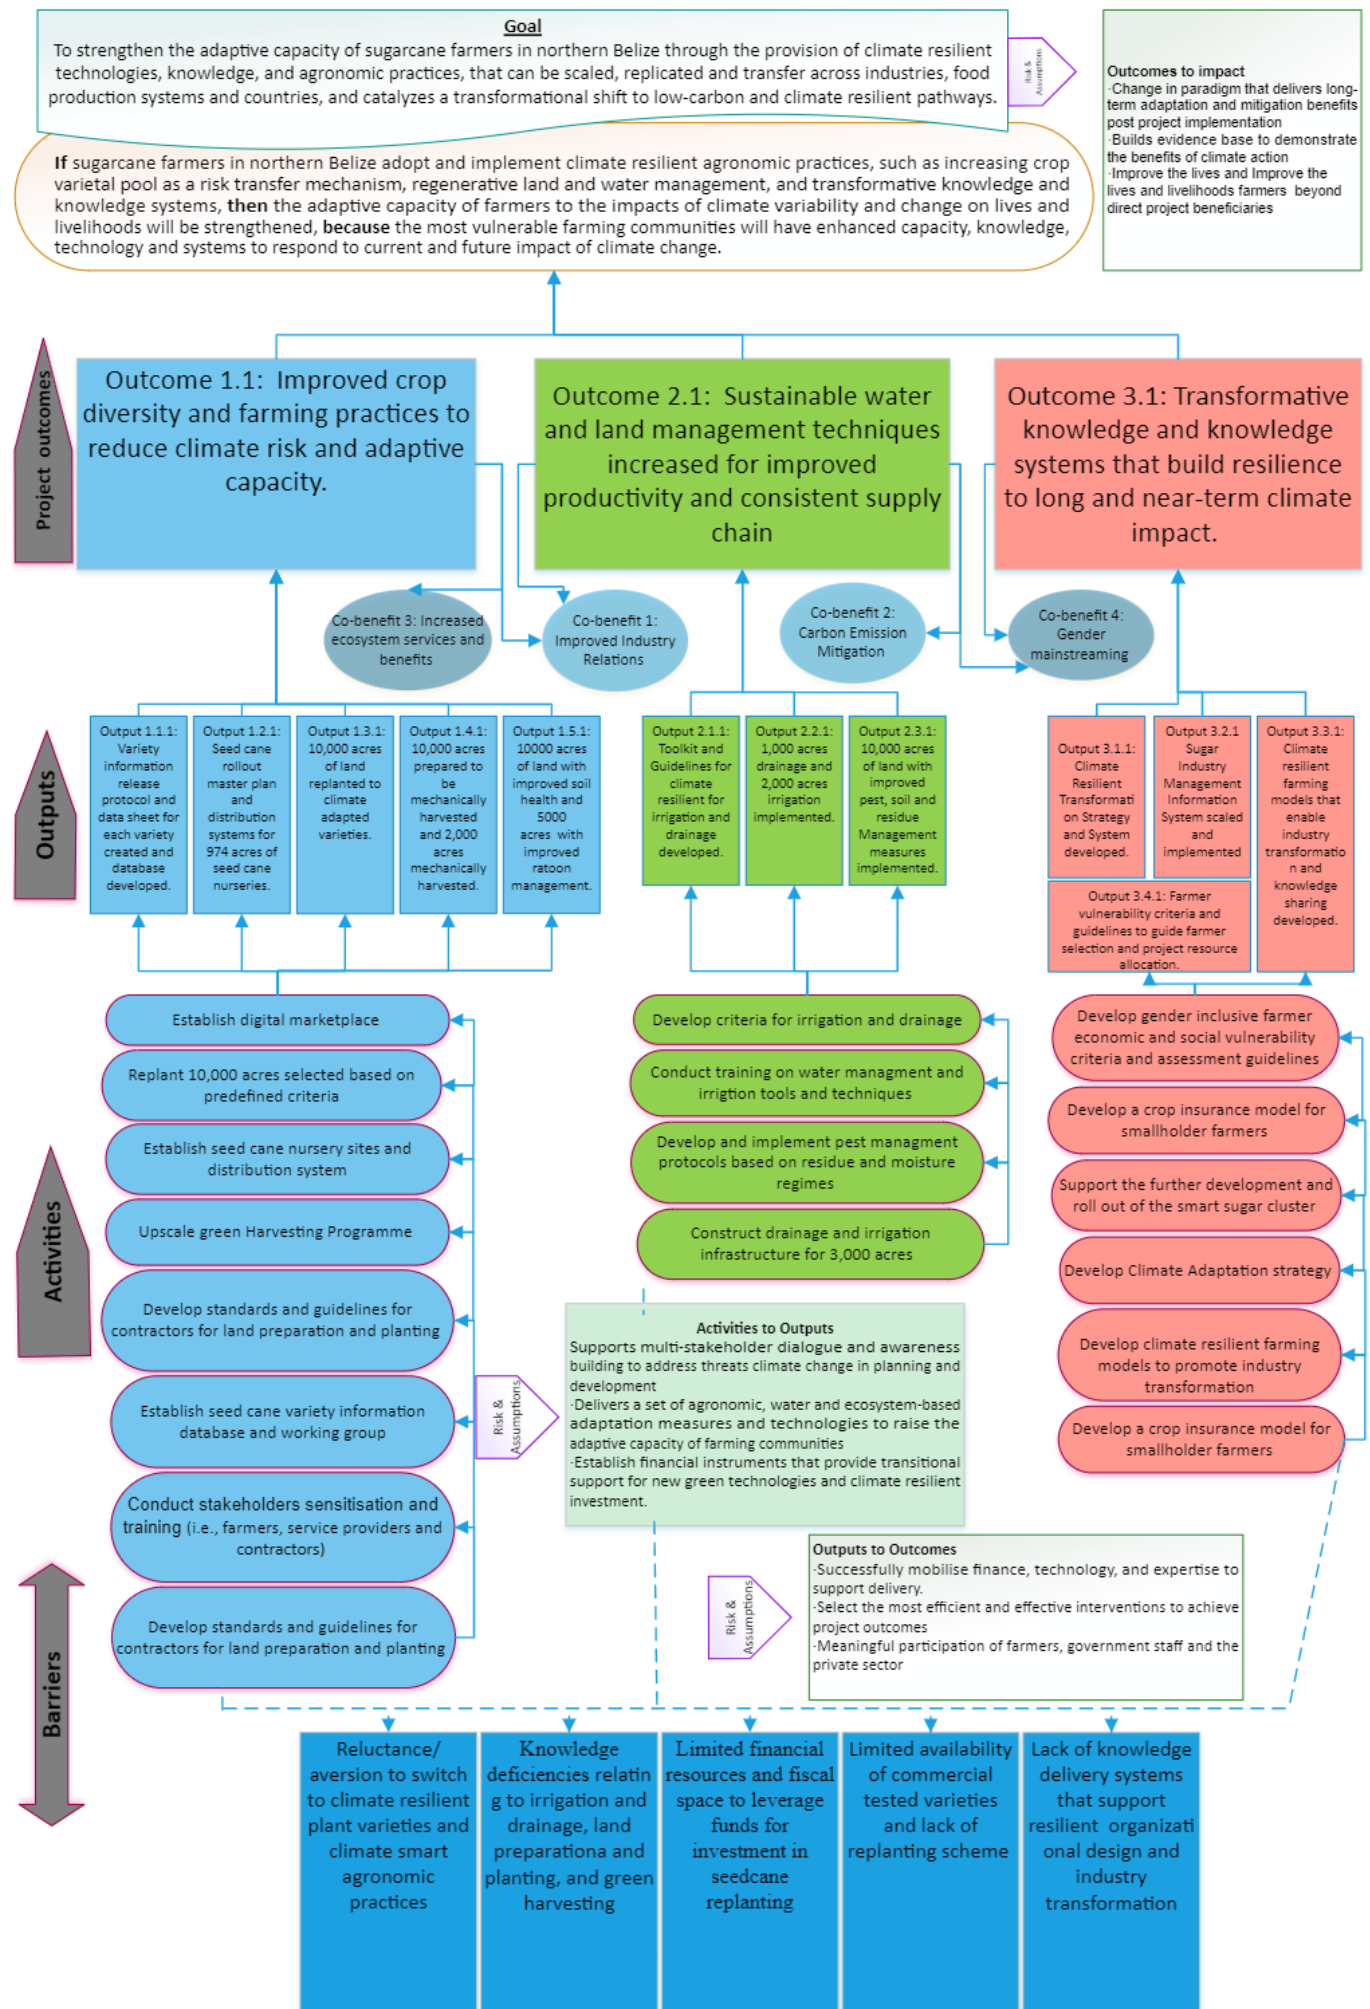 Goal
To strengthen the adaptive capacity of sugarcane farmers in northern Belize through the provision of climate resilient
technologies, knowledge, and agronomic practices, that can be scaled, replicated and transfer across industries, food
production systems and countries, and catalyzes a transformational shift to low-carbon and climate resilient pathways.
Risk &
Assumptions
Outcomes to impact
·Change in paradigm that delivers long-
term adaptation and mitigation benefits
post project implementation
·Builds evidence base to demonstrate
the benefits of climate action
·Improve the lives and Improve the
lives and livelihoods farmers beyond
direct project beneficiaries
If sugarcane farmers in northern Belize adopt and implement climate resilient agronomic practices, such as increasing crop
varietal pool as a risk transfer mechanism, regenerative land and water management, and transformative knowledge and
knowledge systems, then the adaptive capacity of farmers to the impacts of climate variability and change on lives and
livelihoods will be strengthened, because the most vulnerable farming communities will have enhanced capacity, knowledge,
technology and systems to respond to current and future impact of climate change.
Project outcomes
Outcome 1.1: Improved crop
diversity and farming practices to
reduce climate risk and adaptive
capacity.
Outcome 2.1: Sustainable water
and land management techniques
increased for improved
productivity and consistent supply
chain
Outcome 3.1: Transformative
knowledge and knowledge
systems that build resilience
to long and near-term climate
impact.
Co-benefit 3: Increased
ecosystem services and
benefits
Co-benefit 1:
Improved Industry
Relations
Co-benefit 2:
Carbon Emission
Mitigation
Co-benefit 4:
Gender
mainstreaming
Outputs
Output 1.1.1:
Variety
information
release
protocol and
data sheet for
each variety
created and
database
developed.
Output 1.2.1:
Seed cane
rollout
master plan
and
distribution
systems for
974 acres of
seed cane
nurseries.
Output 1.3.1:
10,000 acres
of land
replanted to
climate
adapted
varieties.
Output 1.4.1:
10,000 acres
prepared to
be
mechanically
harvested
and 2,000
acres
mechanically
harvested.
Output 1.5.1:
10000 acres
of land with
improved soil
health and
5000
acres with
improved
ratoon
management.
Output 2.1.1:
Toolkit and
Guidelines for
climate
resilient for
irrigation and
drainage
developed.
Output 2.2.1:
1,000 acres
drainage and
2,000 acres
irrigation
implemented.
Output 2.3.1:
10,000 acres
of land with
improved
pest, soil and
residue
Management
measures
implemented.
Output 3.1.1:
Climate
Resilient
Transformati
on Strategy
and System
developed.
Output 3.2.1
Sugar
Industry
Management
Information
System scaled
and
implemented
Output 3.3.1:
Climate
resilient
farming
models that
enable
industry
transformatio
n and
knowledge
sharing
developed.
Output 3.4.1: Farmer
vulnerability criteria and
guidelines to guide farmer
selection and project resource
allocation.
Activities
Establish digital marketplace
Replant 10,000 acres selected based on
predefined criteria
Establish seed cane nursery sites and
distribution system
Upscale green Harvesting Programme
Develop standards and guidelines for
contractors for land preparation and planting
Establish seed cane variety information
database and working group
Conduct stakeholders sensitisation and
training (i.e., farmers, service providers and
contractors)
Develop standards and guidelines for
contractors for land preparation and planting
Develop criteria for irrigation and drainage
Conduct training on water managment and
irrigtion tools and techniques
Develop and implement pest managment
protocols based on residue and moisture
regimes
Construct drainage and irrigation
infrastructure for 3,000 acres
Develop gender inclusive farmer
economic and social vulnerability
criteria and assessment guidelines
Develop a crop insurance model for
smallholder farmers
Support the further development and
roll out of the smart sugar cluster
Develop Climate Adaptation strategy
Develop climate resilient farming
models to promote industry
transformation
Develop a crop insurance model for
smallholder farmers
Risk &
Assumptions
Activities to Outputs
Supports multi-stakeholder dialogue and awareness
building to address threats climate change in planning and
development
·Delivers a set of agronomic, water and ecosystem-based
adaptation measures and technologies to raise the
adaptive capacity of farming communities
·Establish financial instruments that provide transitional
support for new green technologies and climate resilient
investment.
Risk &
Assumptions
Outputs to Outcomes
·Successfully mobilise finance, technology, and expertise to
support delivery.
·Select the most efficient and effective interventions to achieve
project outcomes
·Meaningful participation of farmers, government staff and the
private sector
Barriers
Reluctance/
aversion to switch
to climate resilient
plant varieties and
climate smart
agronomic
practices
Knowledge
deficiencies relatin
g to irrigation and
drainage, land
preparationa and
planting, and green
harvesting
Limited financial
resources and fiscal
space to leverage
funds for
investment in
seedcane
replanting
Limited availability
of commercial
tested varieties
and lack of
replanting scheme
Lack of knowledge
delivery systems
that support
resilient organizati
onal design and
industry
transformation